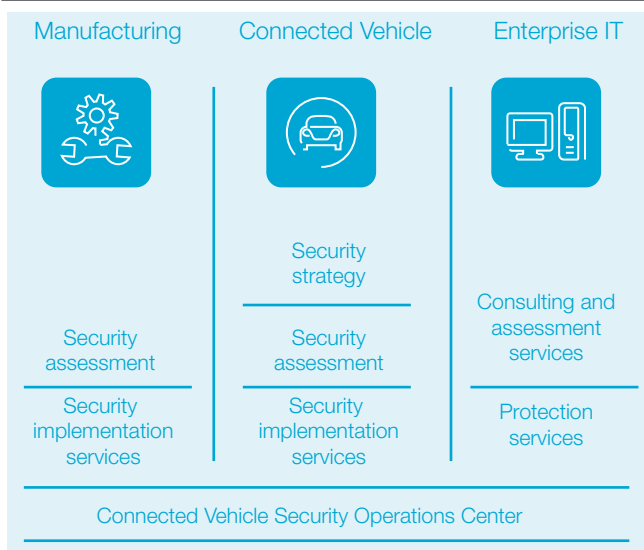 Manufacturing
Connected Vehicle
Enterprise IT
Security
strategy
Consulting and
assessment
services
Security
assessment
Security
assessment
Security
implementation
services
Security
implementation
services
Protection
services
Connected Vehicle Security Operations Center